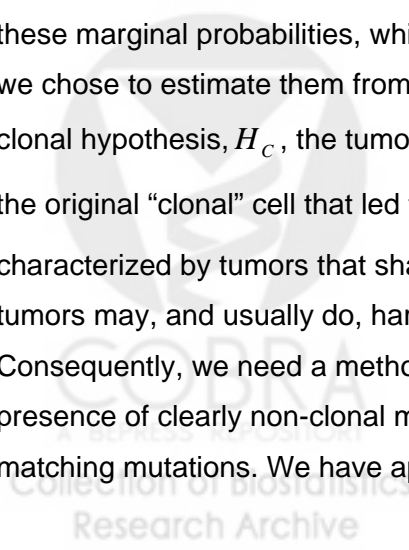 these marginal probabilities, whi
we chose to estimate them from
clonal hypothesis, H_C, the tumo
the original “clonal” cell that led
characterized by tumors that sha
tumors may, and usually do, har
Consequently, we need a metho
COBRA
presence of clearly non-clonal m
A BEPRESS REPOSITORY
matching mutations. We have ap
Collection of Biostatistics
Research Archive